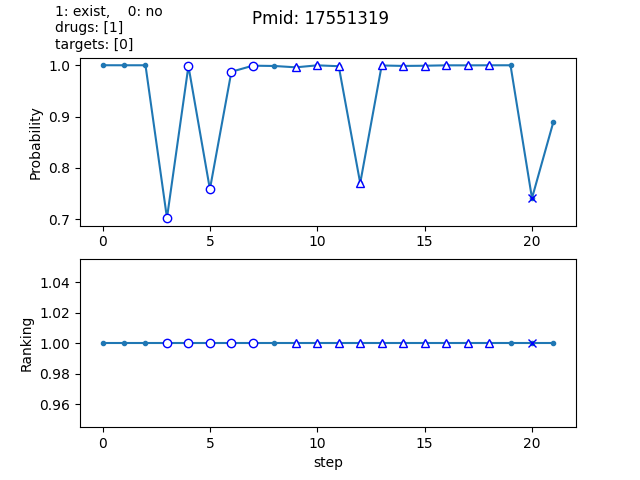 1: exist,    0: no
drugs: [1]
targets: [0]
Pmid: 17551319
Probability
1.0
0.9
0.8
0.7
0 5 10 15 20
Ranking
1.04
1.02
1.00
0.98
0.96
0 5 10 15 20
step